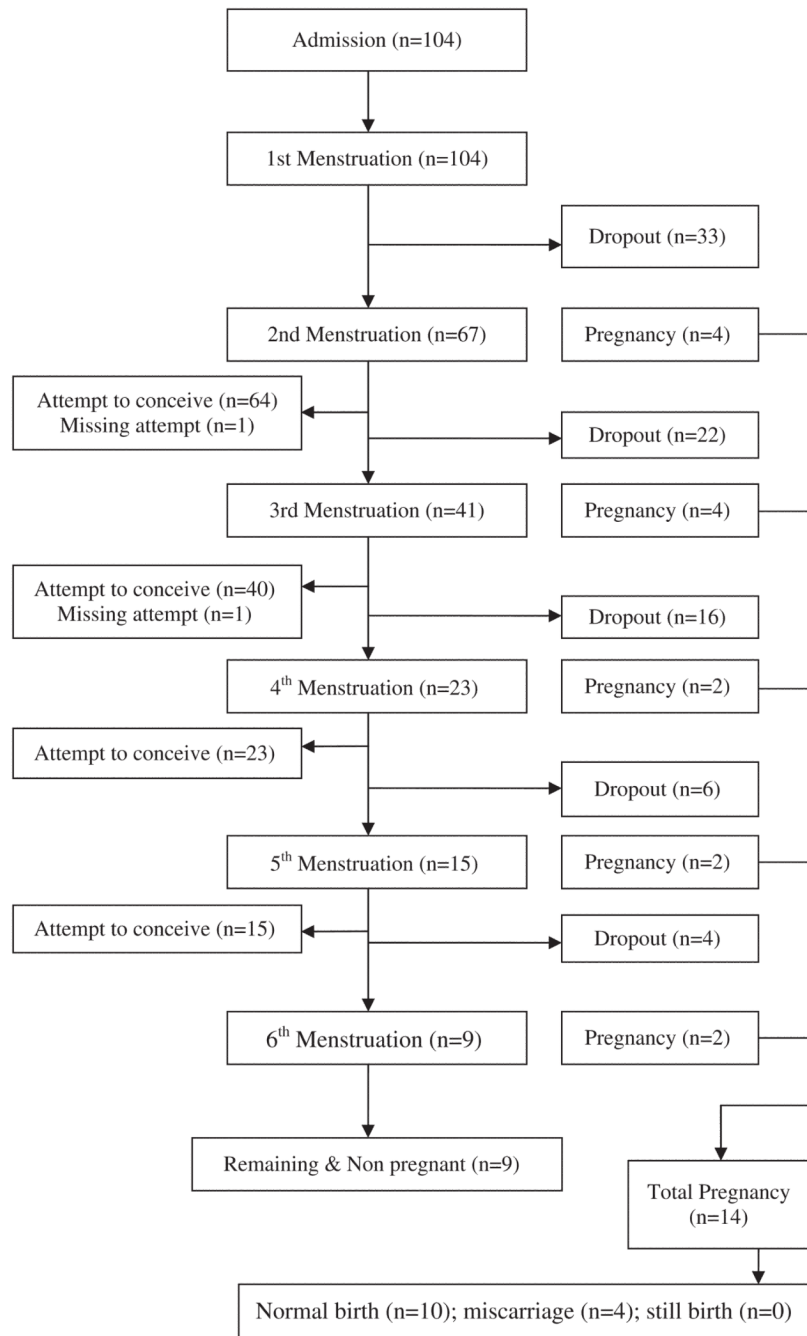 Admission (n=104)
1st Menstruation (n=104)
Dropout (n=33)
2nd Menstruation (n=67)
Pregnancy (n=4)
Attempt to conceive (n=64)
Missing attempt (n=1)
Dropout (n=22)
3rd Menstruation (n=41)
Pregnancy (n=4)
Attempt to conceive (n=40)
Missing attempt (n=1)
Dropout (n=16)
4th Menstruation (n=23)
Pregnancy (n=2)
Attempt to conceive (n=23)
Dropout (n=6)
5th Menstruation (n=15)
Pregnancy (n=2)
Attempt to conceive (n=15)
Dropout (n=4)
6th Menstruation (n=9)
Pregnancy (n=2)
Remaining & Non pregnant (n=9)
Total Pregnancy
(n=14)
Normal birth (n=10); miscarriage (n=4); still birth (n=0)